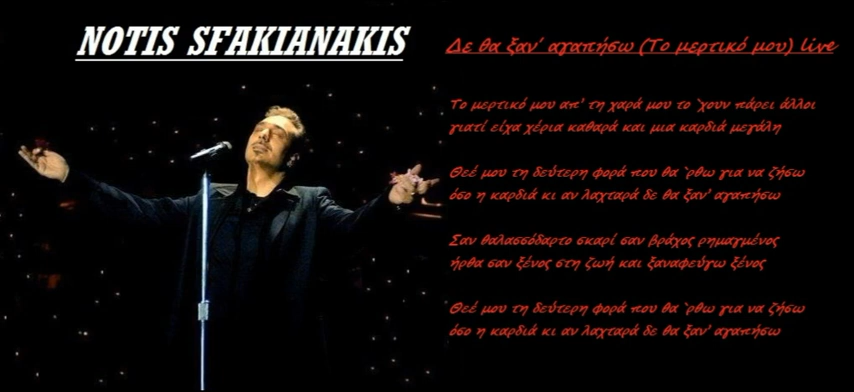 NOTIS SFAKIANAKIS
Δε θα ξαν' αγαπήσω (Το μερτικό μου) live
Το μερτικό μου απ' τη χαρά μου το `χουν πάρει άλλοι
γιατί είχα χέρια καθαρά και μια καρδιά μεγάλη
Θεέ μου τη δεύτερη φορά που θα `ρθω για να ζήσω
όσο η καρδιά κι αν λαχταρά δε θα ξαν' αγαπήσω
Σαν θαλασσόδαρτο σκαρί σαν βράχος ρημαγμένος
ήρθα σαν ξένος στη ζωή και ξαναφεύγω ξένος
Θεέ μου τη δεύτερη φορά που θα `ρθω για να ζήσω
όσο η καρδιά κι αν λαχταρά δε θα ξαν' αγαπήσω